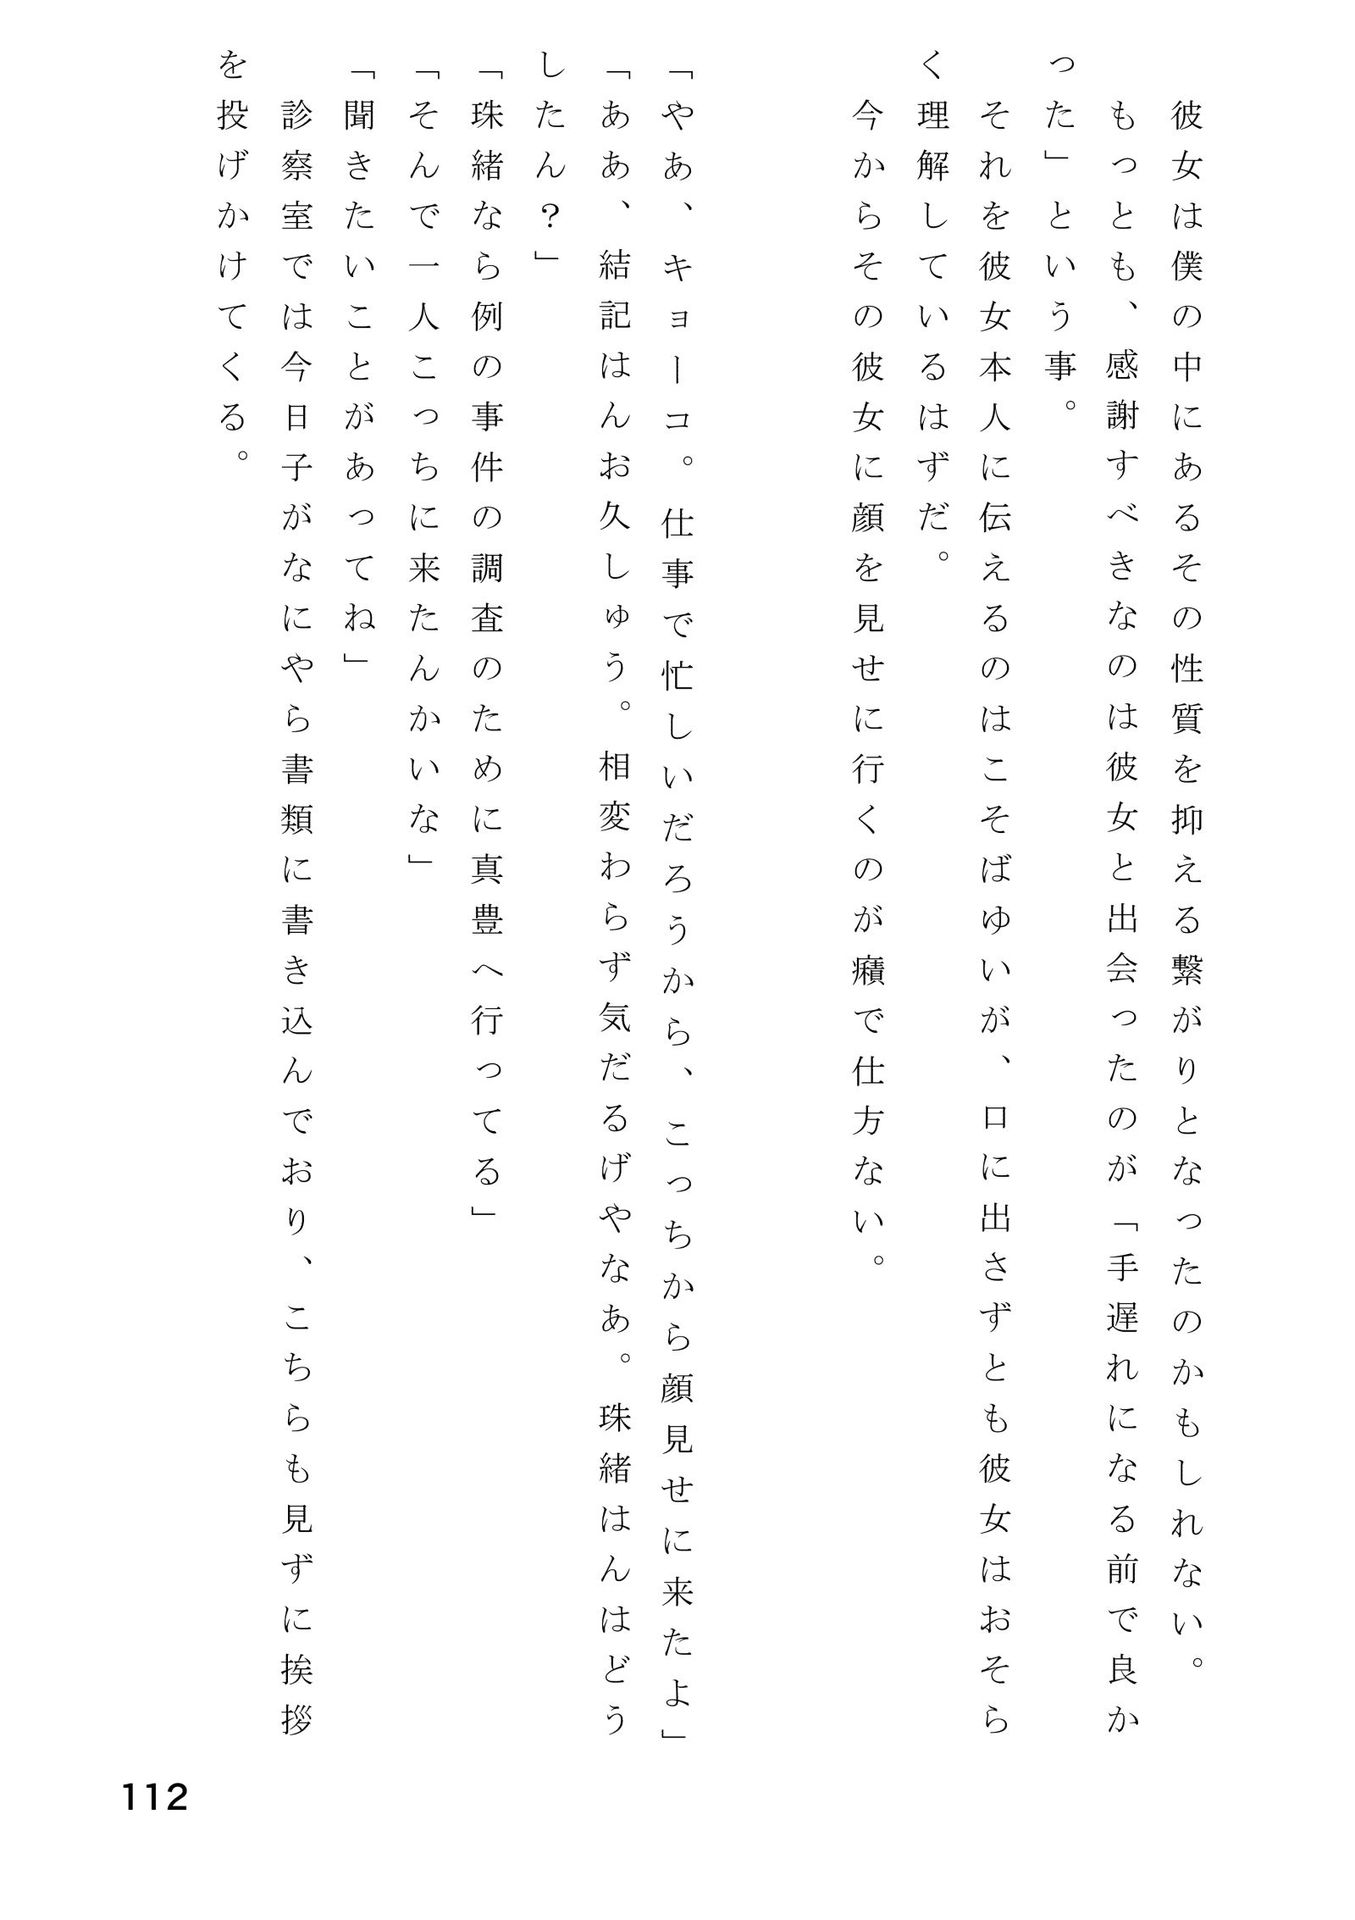 彼女は僕の中にあるその性質を抑える繋がりとなったのかもしれない。
　もっとも、感謝すべきなのは彼女と出会ったのが「手遅れになる前で良か
った」という事。
　それを彼女本人に伝えるのはこそばゆいが、口に出さずとも彼女はおそら
く理解しているはずだ。
　今からその彼女に顔を見せに行くのが癪で仕方ない。
「やあ、キョーコ。仕事で忙しいだろうから、こっちから顔見せに来たよ」
「ああ、結記はんお久しゅう。相変わらず気だるげやなあ。珠緒はんはどう
したん？」
「珠緒なら例の事件の調査のために真豊へ行ってる」
「そんで一人こっちに来たんかいな」
「聞きたいことがあってね」
　診察室では今日子がなにやら書類に書き込んでおり、こちらも見ずに挨拶
を投げかけてくる。
112